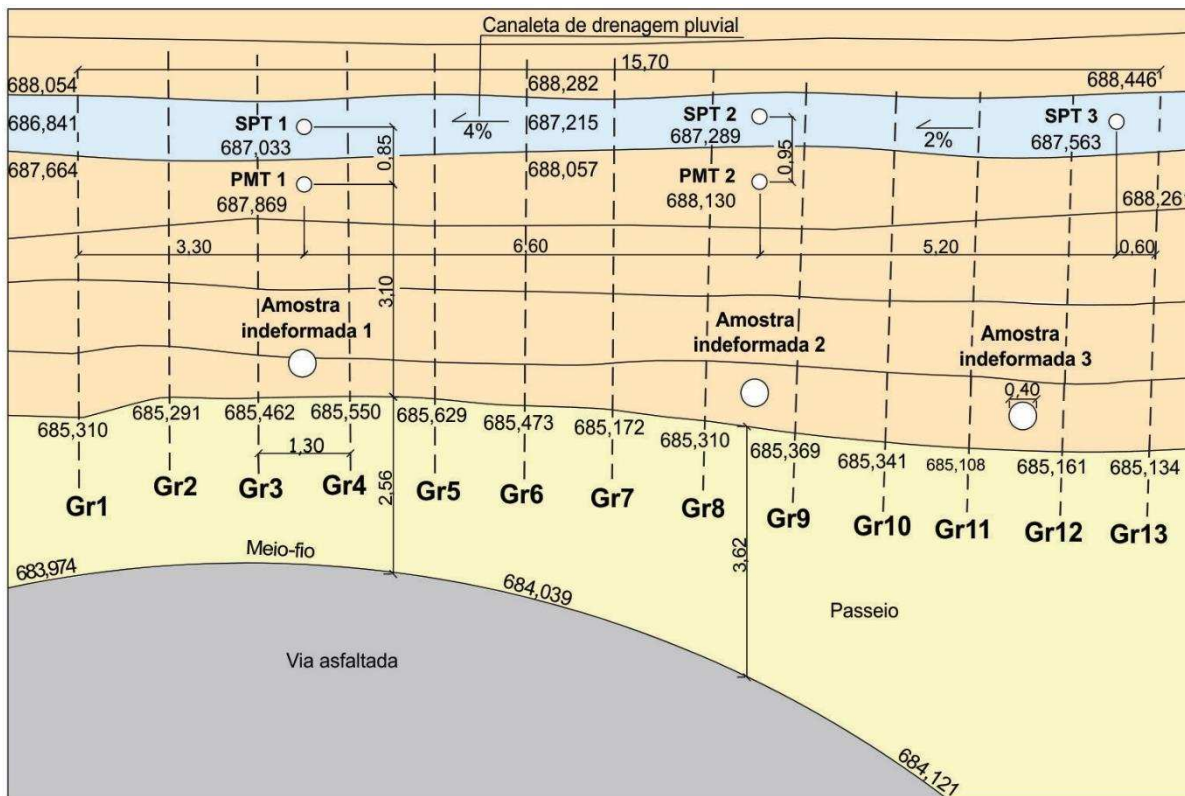 Canaleta de drenagem pluvial
15,70
688,054
688,282
688,446
686,841
SPT 1
4%
687,215
SPT 2
2%
SPT 3
687,033
687,289
687,563
0,85
0,95
687,664
PMT 1
688,057
PMT 2
687,869
688,130
688,261
3,30
6,60
5,20
0,60
3,10
Amostra
indeformada 1
Amostra
indeformada 2
Amostra
indeformada 3
0,40
685,310
685,291
685,462
685,550
685,629
685,473
685,172
685,310
685,369
685,341
685,108
685,161
685,134
1,30
2,56
Gr1
Gr2
Gr3
Gr4
Gr5
Gr6
Gr7
Gr8
Gr9
Gr10
Gr11
Gr12
Gr13
3,62
Meio-fio
683,974
684,039
Passeio
Via asfaltada
684,121